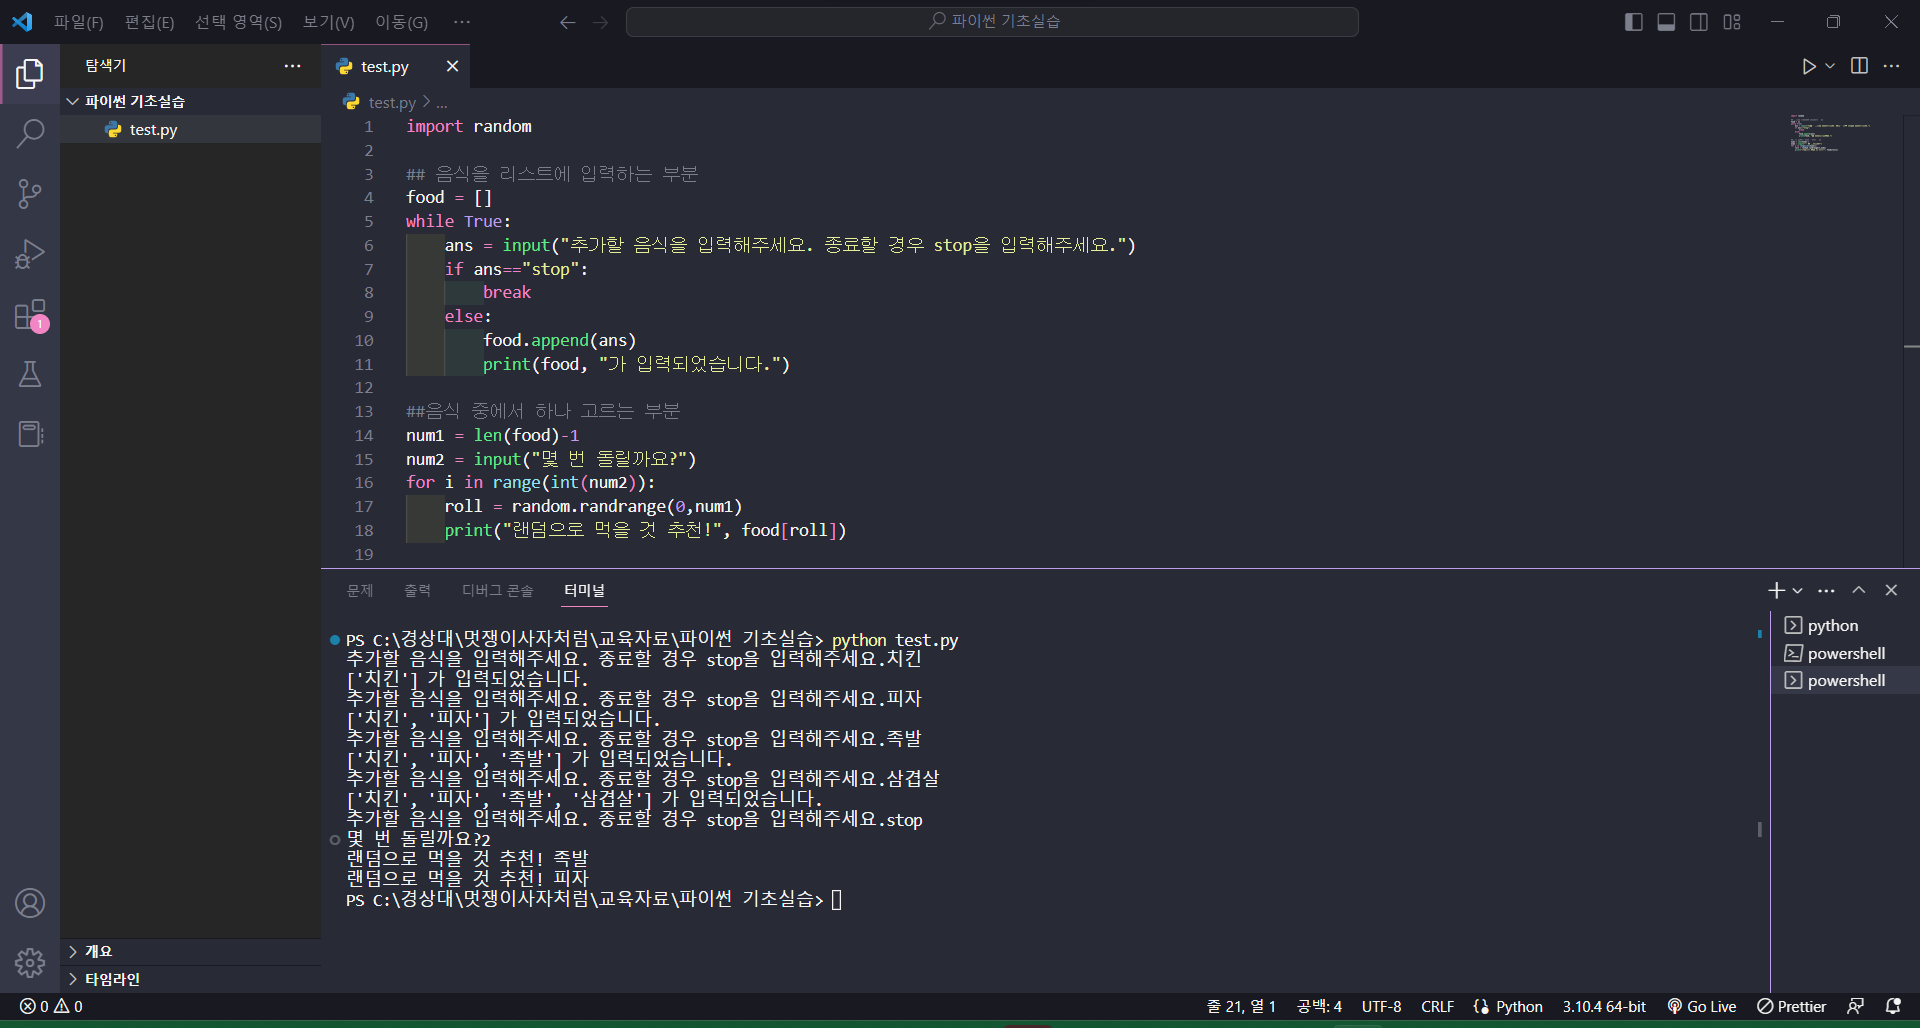 파일(F) 편집(E) 선택 영역(S) 보기(V) 이동(G) ··· 파이썬 기초실습
탐색기 ···
파이썬 기초실습
test.py
개요
타임라인
test.py
test.py > ...
1 import random
2
3 ## 음식을 리스트에 입력하는 부분
4 food = []
5 while True:
6     ans = input("추가할 음식을 입력해주세요. 종료할 경우 stop을 입력해주세요.")
7     if ans=="stop":
8         break
9     else:
10         food.append(ans)
11         print(food, "가 입력되었습니다.")
12
13 ##음식 중에서 하나 고르는 부분
14 num1 = len(food)-1
15 num2 = input("몇 번 돌릴까요?")
16 for i in range(int(num2)):
17     roll = random.randrange(0,num1)
18     print("랜덤으로 먹을 것 추천!", food[roll])
19
문제 출력 디버그 콘솔 터미널
PS C:\경상대\멋쟁이사자처럼\교육자료\파이썬 기초실습> python test.py
추가할 음식을 입력해주세요. 종료할 경우 stop을 입력해주세요.치킨
['치킨'] 가 입력되었습니다.
추가할 음식을 입력해주세요. 종료할 경우 stop을 입력해주세요.피자
['치킨', '피자'] 가 입력되었습니다.
추가할 음식을 입력해주세요. 종료할 경우 stop을 입력해주세요.족발
['치킨', '피자', '족발'] 가 입력되었습니다.
추가할 음식을 입력해주세요. 종료할 경우 stop을 입력해주세요.삼겹살
['치킨', '피자', '족발', '삼겹살'] 가 입력되었습니다.
추가할 음식을 입력해주세요. 종료할 경우 stop을 입력해주세요.stop
몇 번 돌릴까요?2
랜덤으로 먹을 것 추천! 족발
랜덤으로 먹을 것 추천! 피자
PS C:\경상대\멋쟁이사자처럼\교육자료\파이썬 기초실습>
python
powershell
powershell
1
0 0 줄 21, 열 1 공백: 4 UTF-8 CRLF Python 3.10.4 64-bit Go Live Prettier